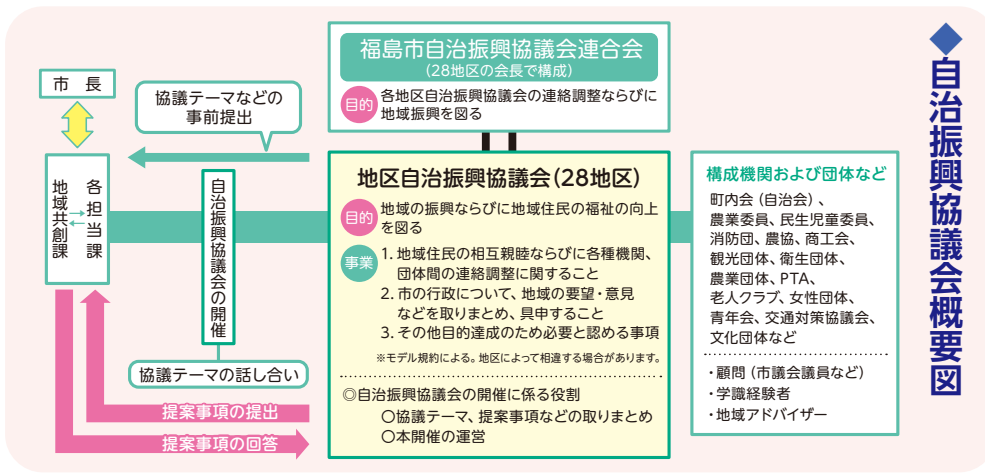 ◆自治振興協議会概要図
福島市自治振興協議会連合会
(28地区の会長で構成)
目的
各地区自治振興協議会の連絡調整ならびに
地域振興を図る
市 長
協議テーマなどの
事前提出
地域共創課
各担当課
自治振興協議会の開催
協議テーマの話し合い
提案事項の提出
提案事項の回答
地区自治振興協議会(28地区)
目的
地域の振興ならびに地域住民の福祉の向上
を図る
事業
1. 地域住民の相互親睦ならびに各種機関、
団体間の連絡調整に関すること
2. 市の行政について、地域の要望・意見
などを取りまとめ、具申すること
3. その他目的達成のため必要と認める事項
※モデル規約による。地区によって相違する場合があります。
◎自治振興協議会の開催に係る役割
○協議テーマ、提案事項などの取りまとめ
○本開催の運営
構成機関および団体など
町内会(自治会)、
農業委員、民生児童委員、
消防団、農協、商工会、
観光団体、衛生団体、
農業団体、PTA、
老人クラブ、女性団体、
青年会、交通対策協議会、
文化団体など
・顧問(市議会議員など)
・学識経験者
・地域アドバイザー